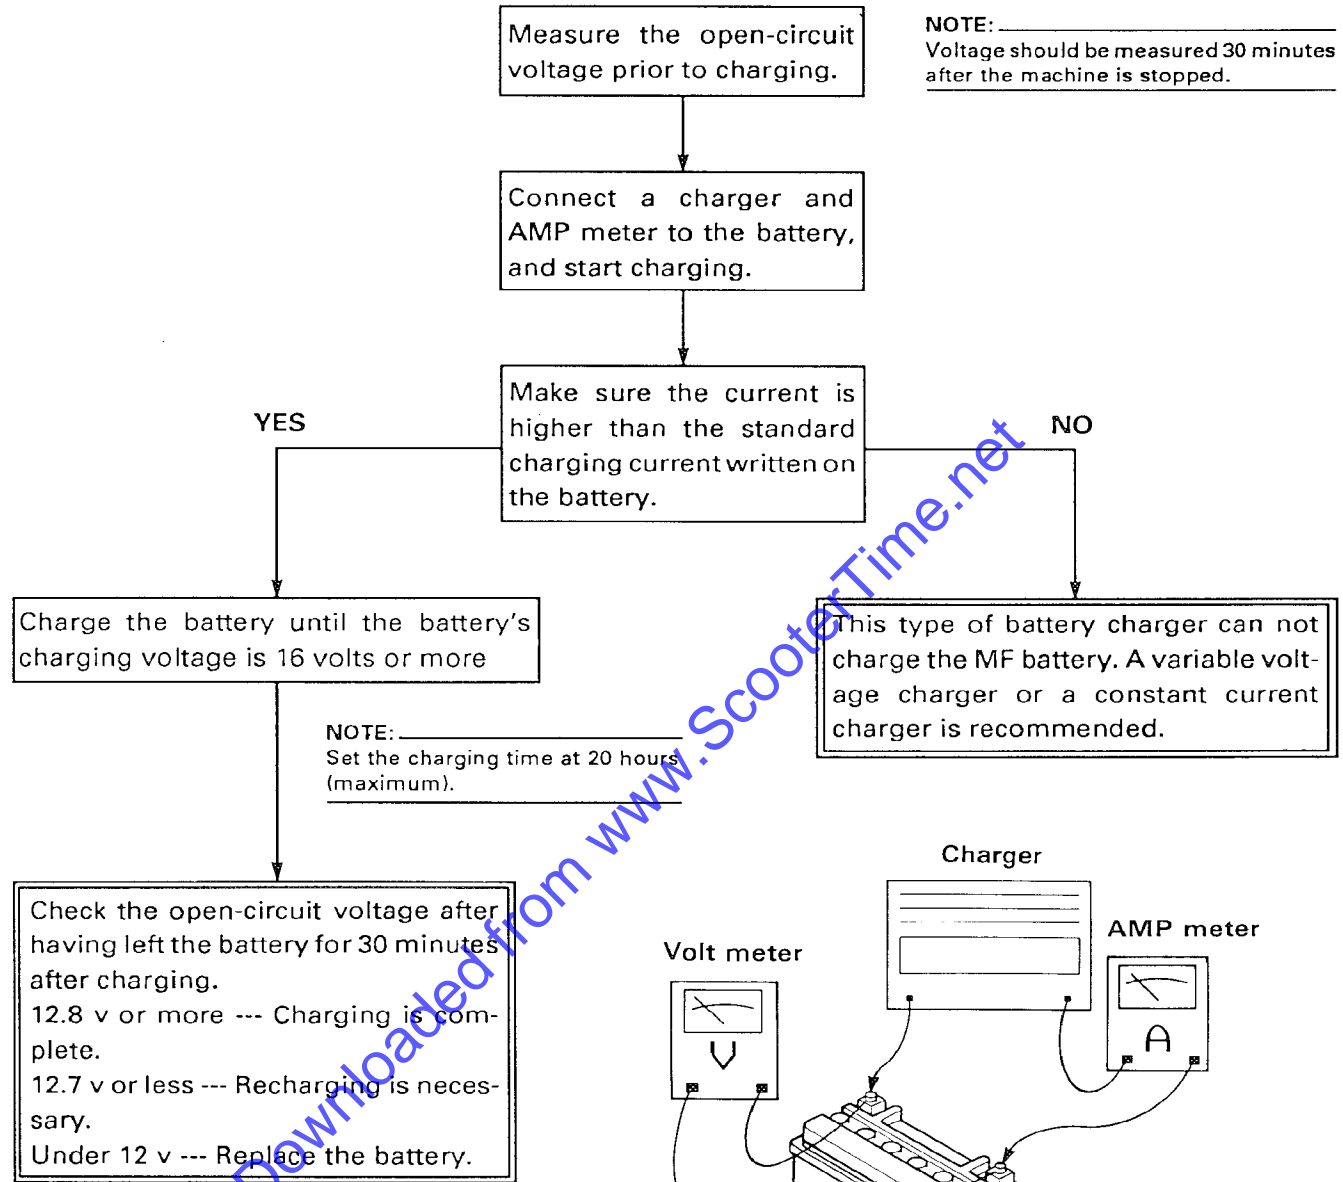 Measure the open-circuit
voltage prior to charging.
NOTE:
Voltage should be measured 30 minutes
after the machine is stopped.
Connect a charger and
AMP meter to the battery,
and start charging.
Make sure the current is
higher than the standard
charging current written on
the battery.
YES
NO
Charge the battery until the battery's
charging voltage is 16 volts or more
This type of battery charger can not
charge the MF battery. A variable volt-
age charger or a constant current
charger is recommended.
NOTE:
Set the charging time at 20 hours
(maximum).
Check the open-circuit voltage after
having left the battery for 30 minutes
after charging.
12.8 v or more --- Charging is com-
plete.
12.7 v or less --- Recharging is neces-
sary.
Under 12 v --- Replace the battery.
Charger
Volt meter
AMP meter
V
A
Downloaded from www.ScooterTime.net